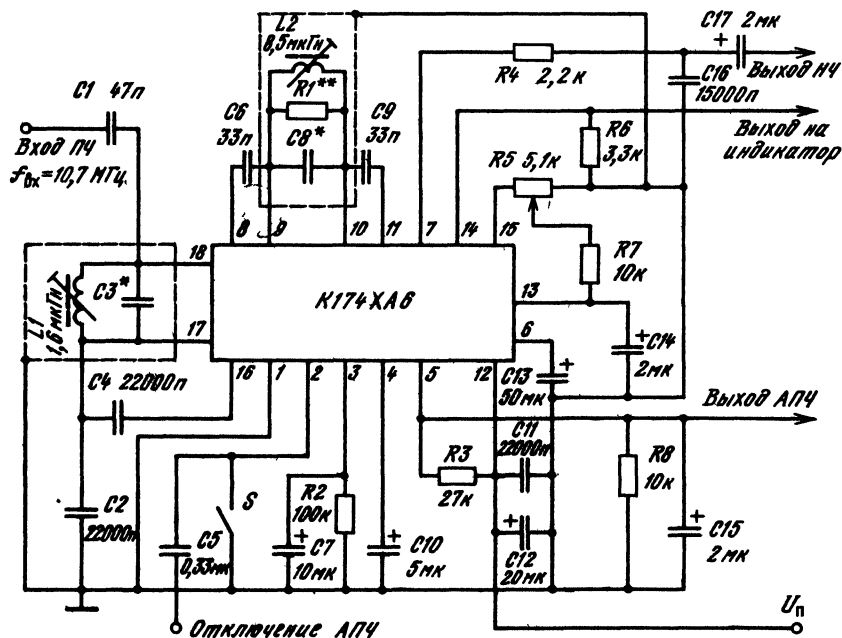 L2
8,5мкГн
R1**
C8*
C1 47п
C6
33п
C9
33п
Вход ПЧ
fвх=10,7 МГц
C17 2мк
R4 2,2к
C16
15000п
Выход НЧ
R6
3,3к
Выход на
индикатор
R5 5,1к
R7
10к
8 9 10 11 7 14 15
18
17
13
6
К174ХА6
L1
1,6мкГн
C3*
C14
2мк
16 1 2 3 4 5 12
C4 22000п
C13
50мк
Выход АПЧ
C11
22000п
R3
27к
R8
10к
C2
22000п
S
R2
100к
C5
0,33мк
C7
10мк
C10
5мк
C12
20мк
C15
2мк
Uп
Отключение АПЧ